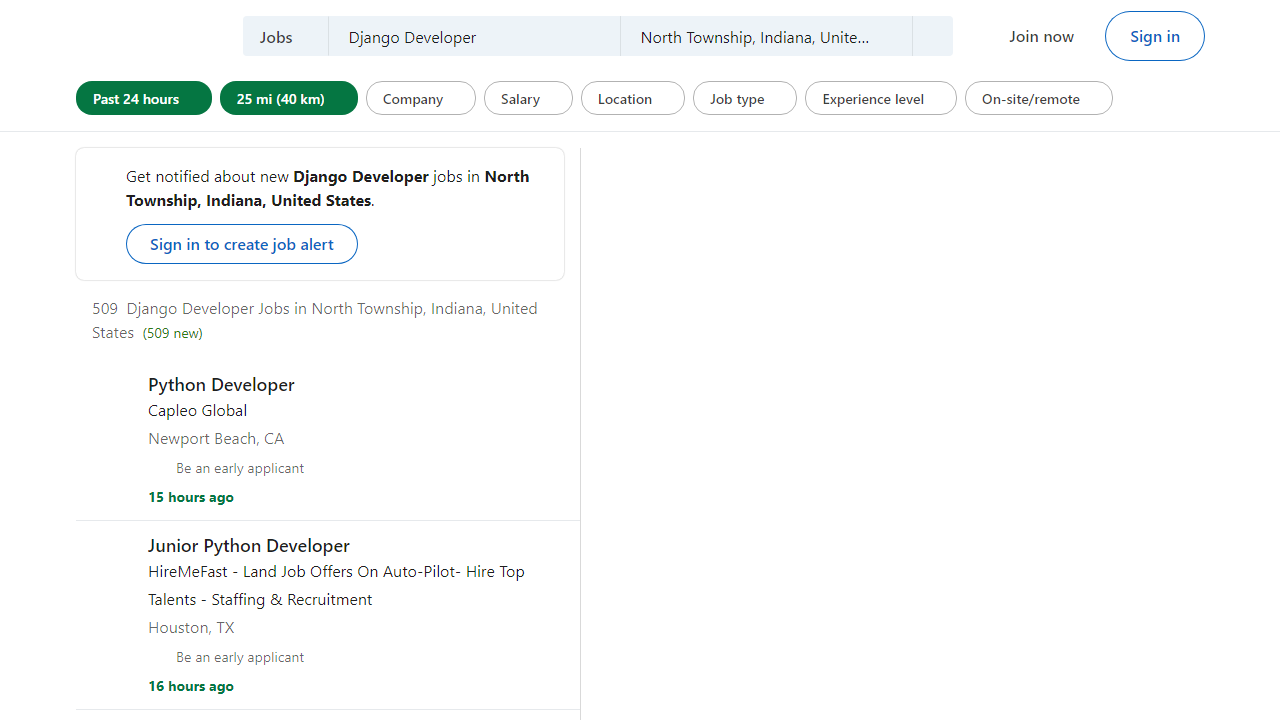 Jobs
Django Developer
North Township, Indiana, Unite...
Join now
Sign in
Past 24 hours
25 mi (40 km)
Company
Salary
Location
Job type
Experience level
On-site/remote
Get notified about new Django Developer jobs in North
Township, Indiana, United States.
Sign in to create job alert
509 Django Developer Jobs in North Township, Indiana, United
States (509 new)
Python Developer
Capleo Global
Newport Beach, CA
Be an early applicant
15 hours ago
Junior Python Developer
HireMeFast - Land Job Offers On Auto-Pilot- Hire Top
Talents - Staffing & Recruitment
Houston, TX
Be an early applicant
16 hours ago